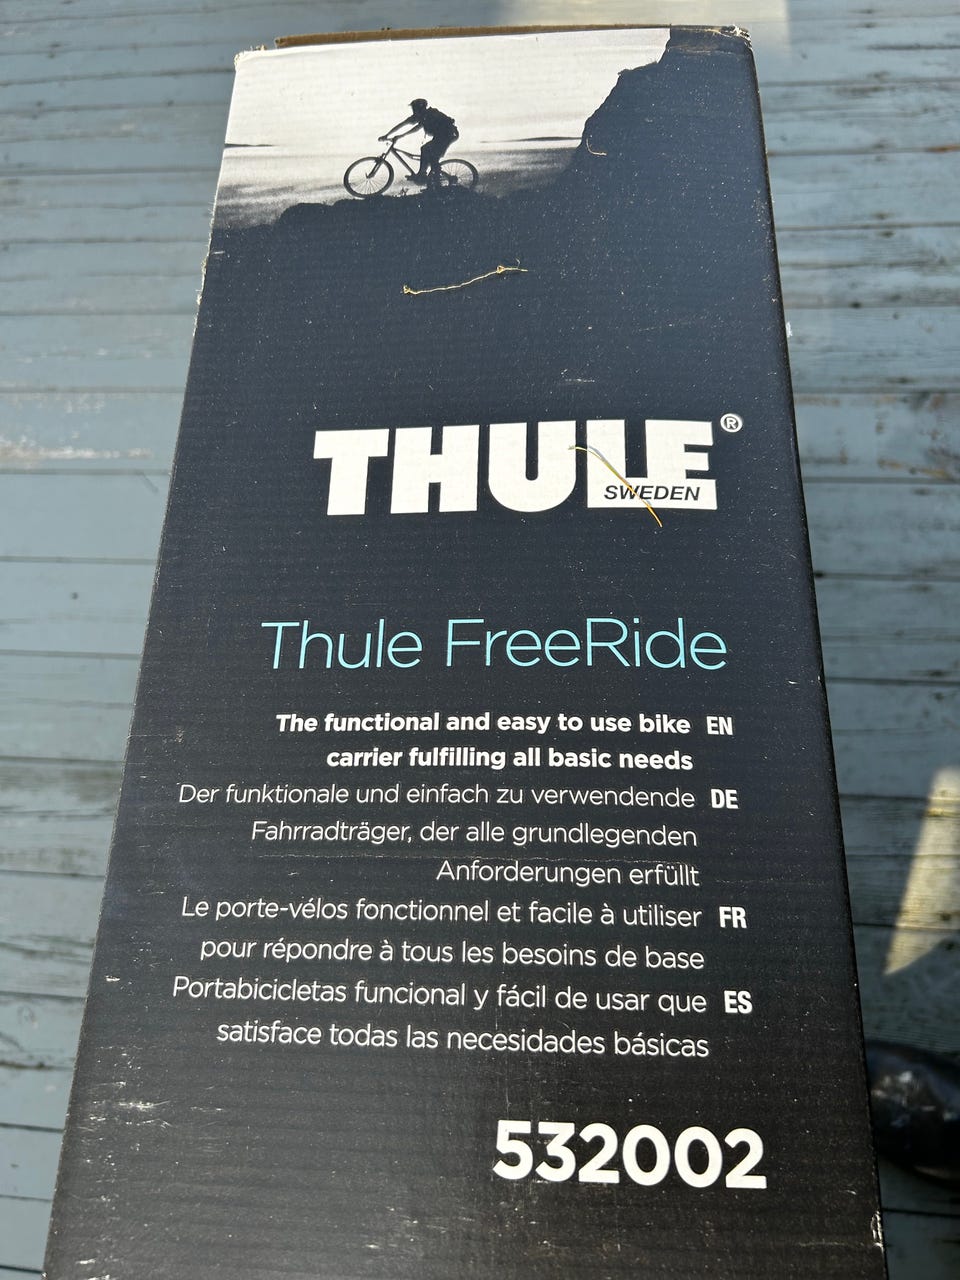 THULE®
SWEDEN
Thule FreeRide
The functional and easy to use bike EN
carrier fulfilling all basic needs
Der funktionale und einfach zu verwendende DE
Fahrradträger, der alle grundlegenden
Anforderungen erfüllt
Le porte-vélos fonctionnel et facile à utiliser FR
pour répondre à tous les besoins de base
Portabicicletas funcional y fácil de usar que ES
satisface todas las necesidades básicas
532002